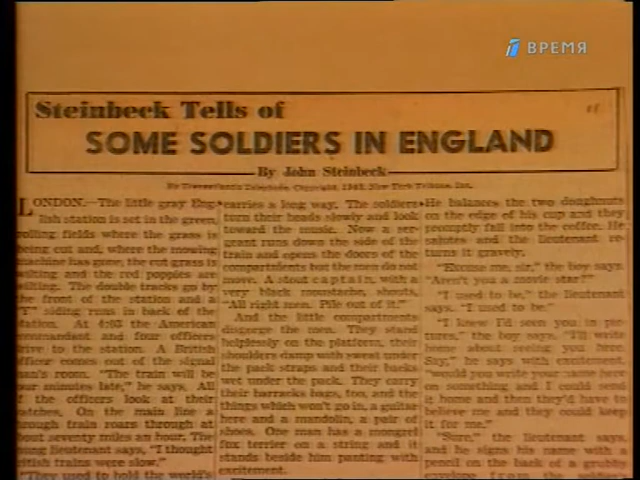 1 ВРЕМЯ
Steinbeck Tells of
SOME SOLDIERS IN ENGLAND
By John Steinbeck
By Transatlantic Telephone. Copyright, 1943, New York Tribune, Inc.
LONDON.—The little gray Eng-
lish station is set in the green
rolling fields where the grass is
being cut and, where the mowing
machine has gone, the cut grass is
wilting and the red poppies are
wilting. The double tracks go by
the front of the station and a
"Y" siding runs in back of the
station. At 4:03 the American
commandant and four officers
drive to the station. A British
officer comes out of the signal
man's room. "The train will be
four minutes late," he says. All
of the officers look at their
watches. On the main line a
through train roars through at
about seventy miles an hour. The
young lieutenant says, "I thought
British trains were slow."
"They used to hold the world's
carries a long way. The soldiers
turn their heads slowly and look
toward the music. Now a ser-
geant runs down the side of the
train and opens the doors of the
compartments but the men do not
move. A stout captain, with a
very black moustache, shouts,
"All right men. Pile out of it."
And the little compartments
disgorge the men. They stand
helplessly on the platform, their
shoulders damp with sweat under
the pack straps and their backs
wet under the pack. They carry
their barracks bags, too, and the
things which won't go in, a guitar
here and a mandolin, a pair of
shoes. One man has a mongrel
fox terrier on a string and it
stands beside him panting with
excitement.
He balances the two doughnuts
on the edge of his cup and they
promptly fall into the coffee. He
salutes and the lieutenant re-
turns it gravely.
"Excuse me, sir," the boy says.
"Aren't you a movie star?"
"I used to be," the lieutenant
says. "I used to be."
"I knew I'd seen you in pic-
tures," the boy says. "I'll write
home about seeing you here.
Say," he says with excitement,
"would you write your name here
on something and I could send
it home and then they'd have to
believe me and they could keep
it for me."
"Sure," the lieutenant says,
and he signs his name with a
pencil on the back of a grubby
envelope from the soldier's